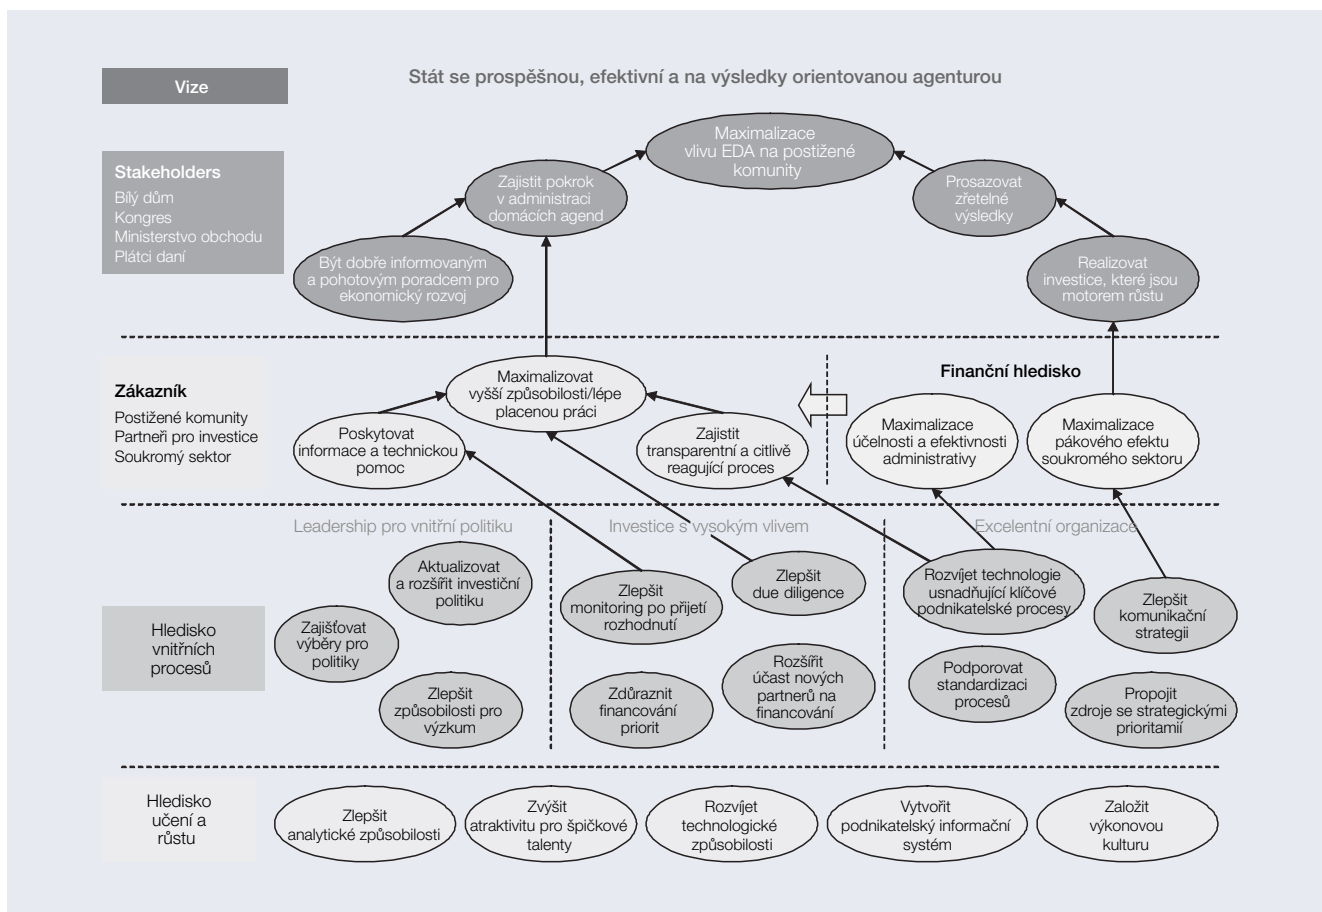 Vize
Stát se prospěšnou, efektivní a na výsledky orientovanou agenturou
Stakeholders
Bílý dům
Kongres
Ministerstvo obchodu
Plátci daní
Maximalizace
vlivu EDA na postižené
komunity
Zajistit pokrok
v administraci
domácích agend
Prosazovat
zřetelné
výsledky
Být dobře informovaným
a pohotovým poradcem pro
ekonomický rozvoj
Realizovat
investice, které jsou
motorem růstu
Zákazník
Postižené komunity
Partneři pro investice
Soukromý sektor
Maximalizovat
vyšší způsobilosti/lépe
placenou práci
Poskytovat
informace a technickou
pomoc
Zajistit
transparentní a citlivě
reagující proces
Finanční hledisko
Maximalizace
účelnosti a efektivnosti
administrativy
Maximalizace
pákového efektu
soukromého sektoru
Leadership pro vnitřní politiku
Investice s vysokým vlivem
Excelentní organizace
Hledisko
vnitřních
procesů
Aktualizovat
a rozšířit investiční
politiku
Zajišťovat
výběry pro
politiky
Zlepšit
způsobilosti pro
výzkum
Zlepšit
monitoring po přijetí
rozhodnutí
Zlepšit
due diligence
Zdůraznit
financování
priorit
Rozšířit
účast nových
partnerů na
financování
Rozvíjet technologie
usnadňující klíčové
podnikatelské procesy
Zlepšit
komunikační
strategii
Podporovat
standardizaci
procesů
Propojit
zdroje se strategickými
prioritamií
Hledisko
učení a
růstu
Zlepšit
analytické způsobilosti
Zvýšit
atraktivitu pro špičkové
talenty
Rozvíjet
technologické
způsobilosti
Vytvořit
podnikatelský informační
systém
Založit
výkonovou
kulturu